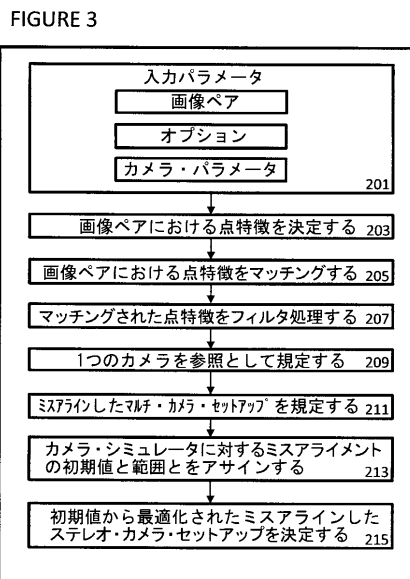 FIGURE 3
入力パラメータ
画像ペア
オプション
カメラ・パラメータ
201
画像ペアにおける点特徴を決定する 203
画像ペアにおける点特徴をマッチングする 205
マッチングされた点特徴をフィルタ処理する 207
1つのカメラを参照として規定する 209
ﾐｽｱﾗｲﾝしたﾏﾙﾁ・ｶﾒﾗ・ｾｯﾄｱｯﾌﾟを規定する 211
カメラ・シミュレータに対するミスアライメント
の初期値と範囲とをアサインする 213
初期値から最適化されたミスアラインした
ステレオ・カメラ・セットアップを決定する 215